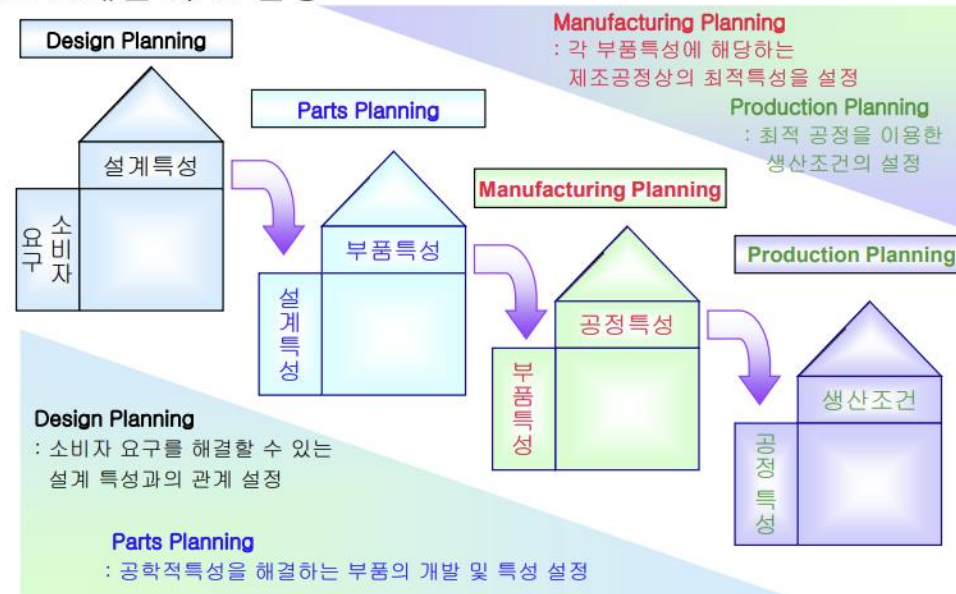 Design Planning
설계특성
소비자
요구
Parts Planning
부품특성
설계특성
Manufacturing Planning
공정특성
부품특성
Production Planning
생산조건
공정 특성
Manufacturing Planning
: 각 부품특성에 해당하는
제조공정상의 최적특성을 설정
Production Planning
: 최적 공정을 이용한
생산조건의 설정
Design Planning
: 소비자 요구를 해결할 수 있는
설계 특성과의 관계 설정
Parts Planning
: 공학적특성을 해결하는 부품의 개발 및 특성 설정